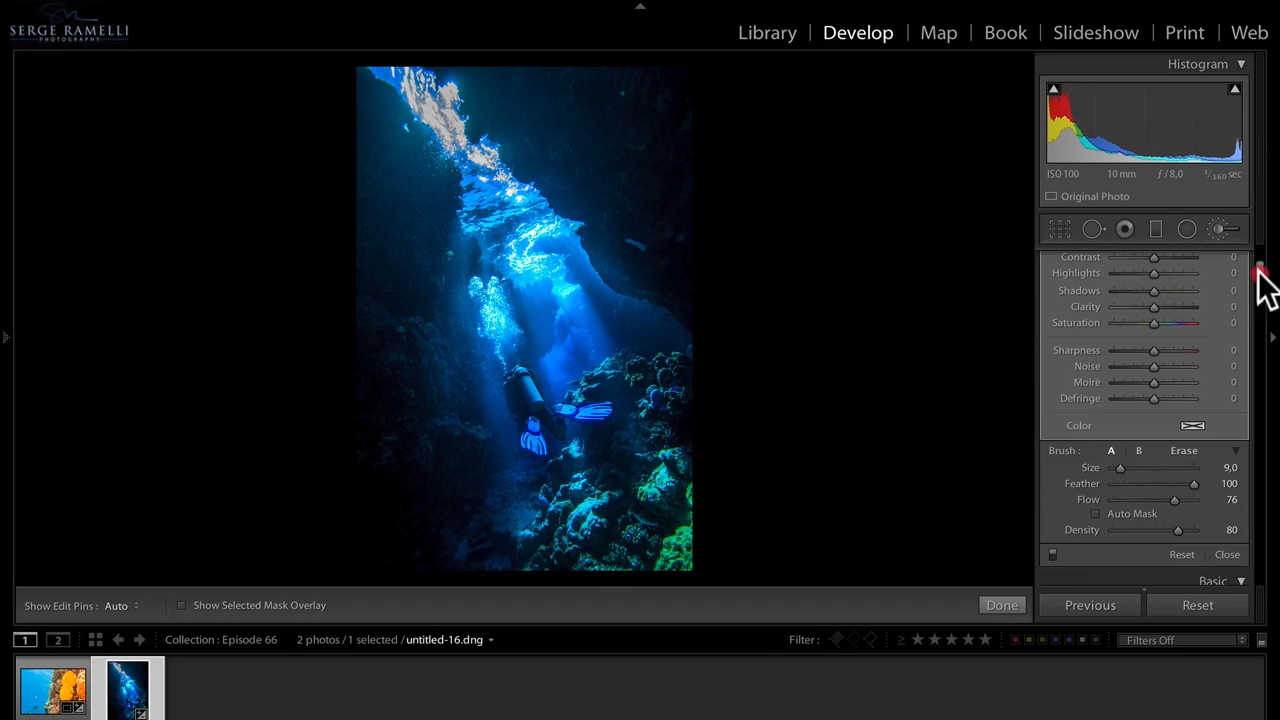 SERGE RAMELLI
PHOTOGRAPHY
Library | Develop | Map | Book | Slideshow | Print | Web
Histogram
ISO 100 10 mm ƒ / 8,0 1/160 sec
Original Photo
Contrast 0
Highlights 0
Shadows 0
Clarity 0
Saturation 0
Sharpness 0
Noise 0
Moiré 0
Defringe 0
Color
Brush : A | B Erase
Size 9,0
Feather 100
Flow 76
Auto Mask
Density 80
Reset Close
Basic
Previous Reset
Show Edit Pins : Auto Show Selected Mask Overlay Done
1 2 Collection : Episode 66 2 photos / 1 selected / untitled-16.dng Filter : ≥ ★★★★★ Filters Off